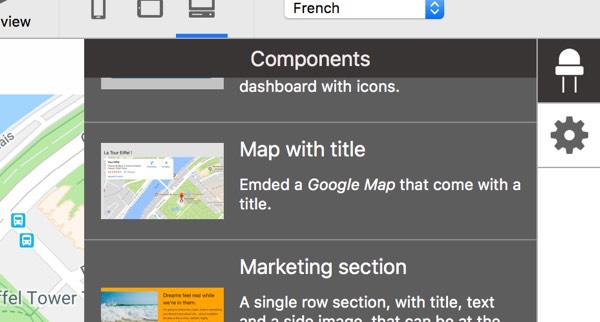 view
French
Components
dashboard with icons.
Map with title
La Tour Eiffel !
Emded a Google Map that come with a
title.
Marketing section
Dreams feel real while
we're in them.
A single row section, with title, text
and a side image, that can be at the
ffel Tower